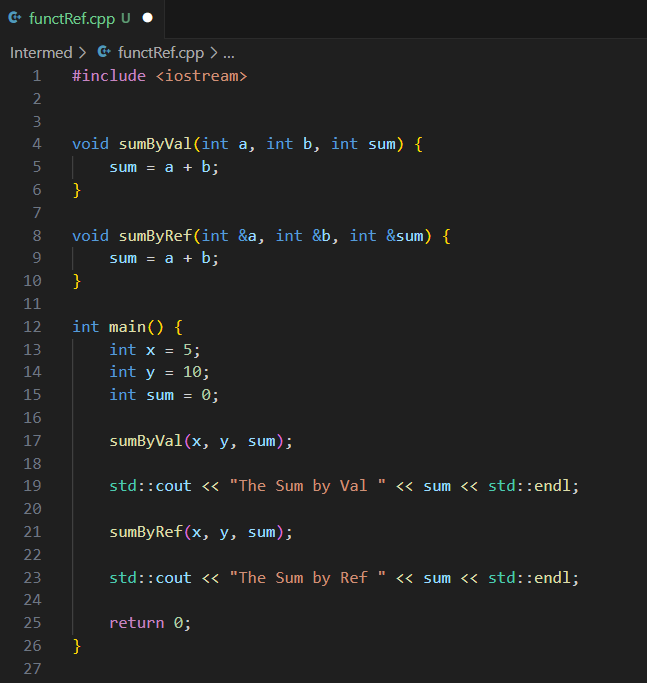 functRef.cpp U
Intermed > functRef.cpp > ...
1 #include <iostream>
2
3
4 void sumByVal(int a, int b, int sum) {
5     sum = a + b;
6 }
7
8 void sumByRef(int &a, int &b, int &sum) {
9     sum = a + b;
10 }
11
12 int main() {
13     int x = 5;
14     int y = 10;
15     int sum = 0;
16
17     sumByVal(x, y, sum);
18
19     std::cout << "The Sum by Val " << sum << std::endl;
20
21     sumByRef(x, y, sum);
22
23     std::cout << "The Sum by Ref " << sum << std::endl;
24
25     return 0;
26 }
27